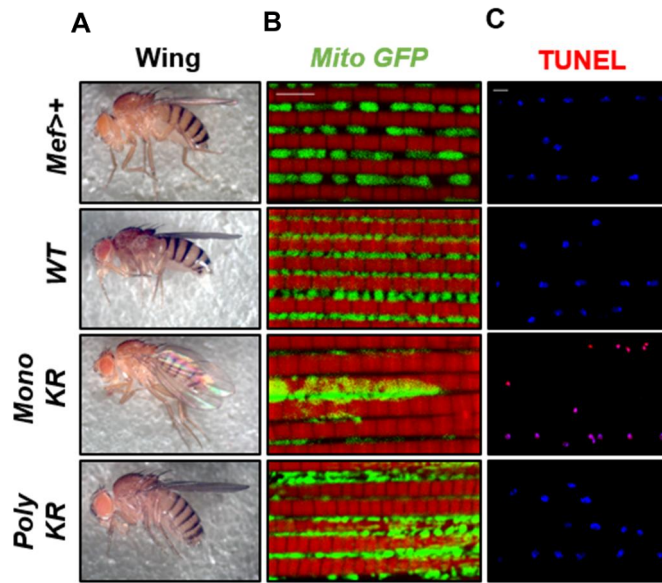 A B C
Wing Mito GFP TUNEL
Mef>+
WT
Mono
KR
Poly
KR